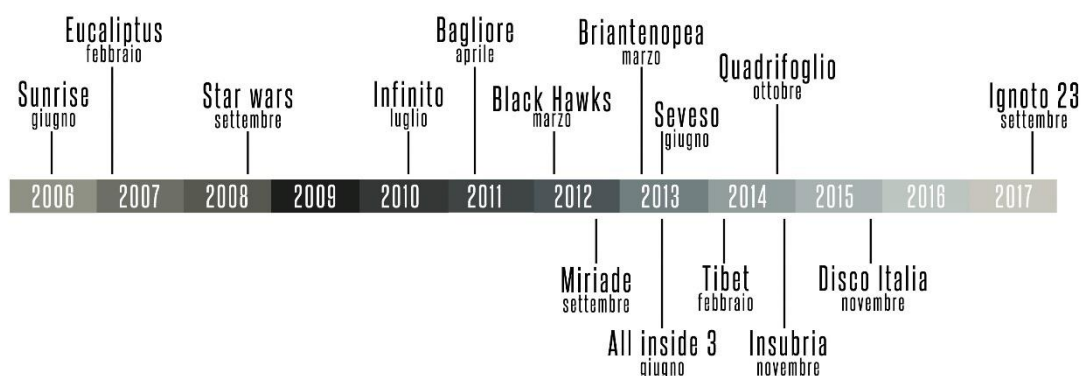 Eucaliptus
febbraio
Bagliore
aprile
Briantenopea
marzo
Sunrise
giugno
Star wars
settembre
Infinito
luglio
Black Hawks
marzo
Seveso
giugno
Quadrifoglio
ottobre
Ignoto 23
settembre
2006 2007 2008 2009 2010 2011 2012 2013 2014 2015 2016 2017
Miriade
settembre
Tibet
febbraio
Disco Italia
novembre
All inside 3
giugno
Insubria
novembre